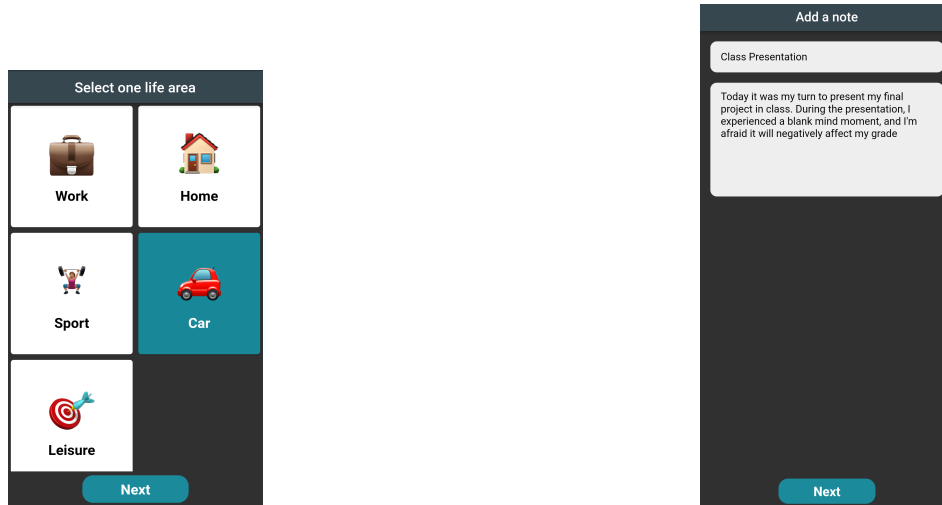 Select one life area
Work
Home
Sport
Car
Leisure
Next
Add a note
Class Presentation
Today it was my turn to present my final
project in class. During the presentation, I
experienced a blank mind moment, and I'm
afraid it will negatively affect my grade
Next